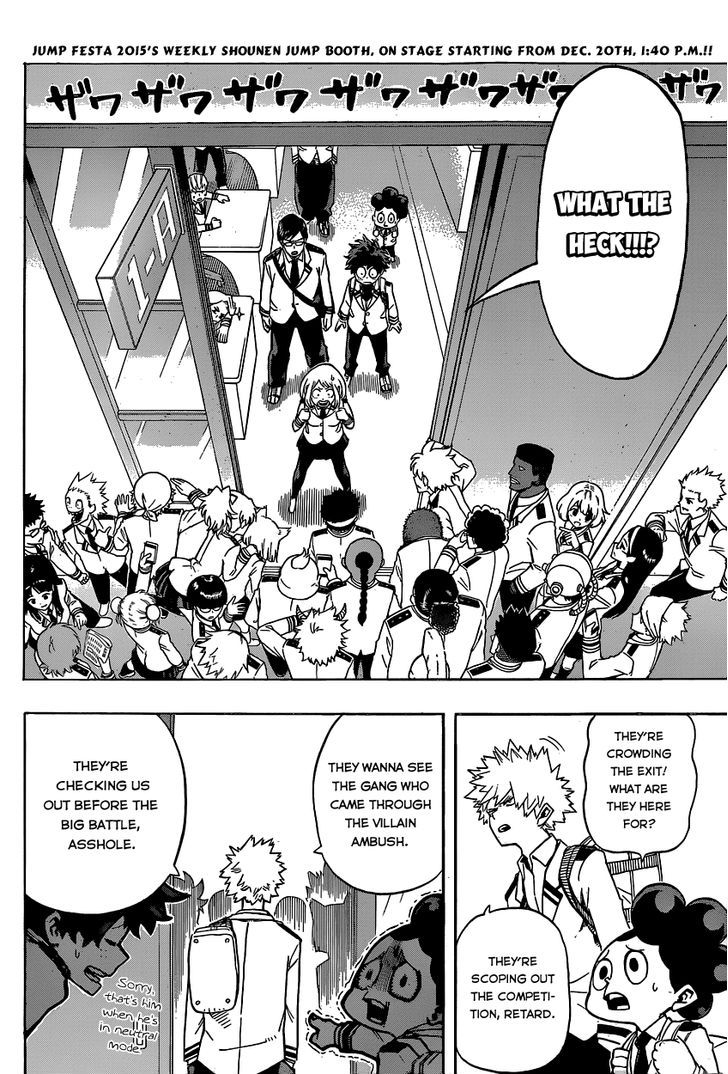 JUMP FESTA 2015'S WEEKLY SHOUNEN JUMP BOOTH, ON STAGE STARTING FROM DEC. 20TH, 1:40 P.M.!!
ザワ ザワ ザワ ザワ ザワ ザワ ザワ
WHAT THE
HECK!!!!?
1-A
THEY'RE
CROWDING
THE EXIT!
WHAT ARE
THEY HERE
FOR?
THEY'RE
SCOPING OUT
THE COMPETI-
TION, RETARD.
THEY WANNA SEE
THE GANG WHO
CAME THROUGH
THE VILLAIN
AMBUSH.
THEY'RE
CHECKING US
OUT BEFORE THE
BIG BATTLE,
ASSHOLE.
Sorry,
that's him
when he's
in neutral
mode